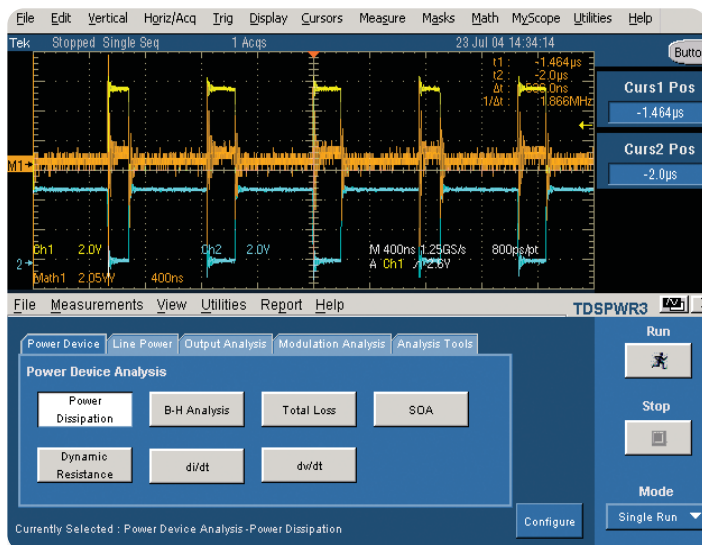 File Edit Vertical Horiz/Acq Trig Display Cursors Measure Masks Math MyScope Utilities Help
Tek Stopped Single Seq 1 Acqs 23 Jul 04 14:34:14
Butto
t1 : -1.464µs
t2 : -2.0µs
Δt :
1/Δt : 1.866MHz
Curs1 Pos
-1.464µs
Curs2 Pos
-2.0µs
M1
2
Ch1 2.0V Ch2 2.0V M 400ns 1.25GS/s 800ps/pt
A Ch1 2.6V
Math1 400ns
File Measurements View Utilities Report Help
TDSPWR3
Power Device Line Power Output Analysis Modulation Analysis Analysis Tools
Power Device Analysis
Power
Dissipation
B-H Analysis
Total Loss
SOA
Dynamic
Resistance
di/dt
dv/dt
Run
Stop
Mode
Single Run
Configure
Currently Selected : Power Device Analysis -Power Dissipation